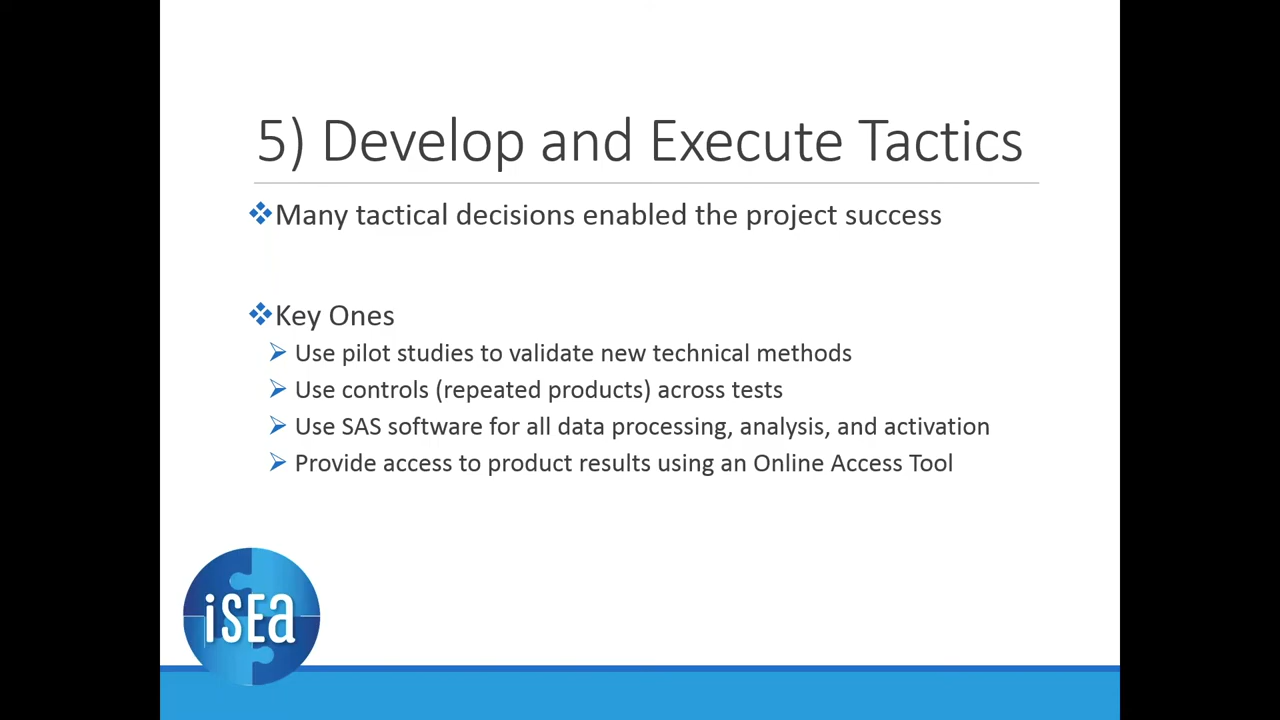 5) Develop and Execute Tactics
Many tactical decisions enabled the project success
Key Ones
Use pilot studies to validate new technical methods
Use controls (repeated products) across tests
Use SAS software for all data processing, analysis, and activation
Provide access to product results using an Online Access Tool
iSEa